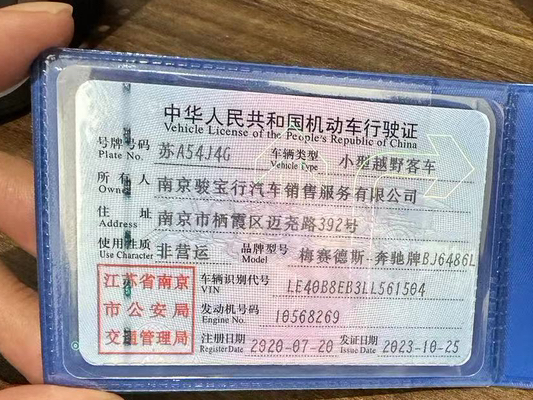 中华人民共和国机动车行驶证
Vehicle License of the People's Republic of China
号牌号码 苏A54J4G 车辆类型 小型越野客车
Plate No. Vehicle Type
所有人 南京骏宝行汽车销售服务有限公司
Owner
住址 南京市栖霞区迈尧路392号
Address
使用性质 非营运 品牌型号 梅赛德斯-奔驰牌BJ6486L
Use Character Model
江苏省南京
市公安局
交通管理局
车辆识别代号 LE40B8EB3LL561504
VIN
发动机号码 10568269
Engine No.
注册日期 2020-07-20 发证日期 2023-10-25
Register Date Issue Date